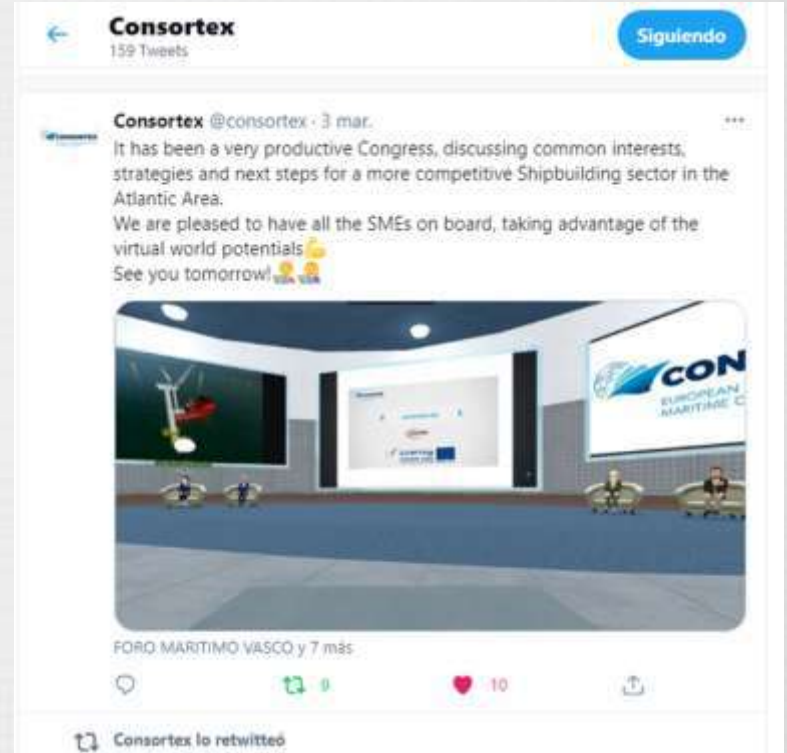 Consortex
159 Tweets
Siguiendo
Consortex @consortex · 3 mar.
It has been a very productive Congress, discussing common interests,
strategies and next steps for a more competitive Shipbuilding sector in the
Atlantic Area.
We are pleased to have all the SMEs on board, taking advantage of the
virtual world potentials
See you tomorrow!
CON
EUROPEAN
MARITIME C
FORO MARITIMO VASCO y 7 más
9
10
Consortex lo retwitteó